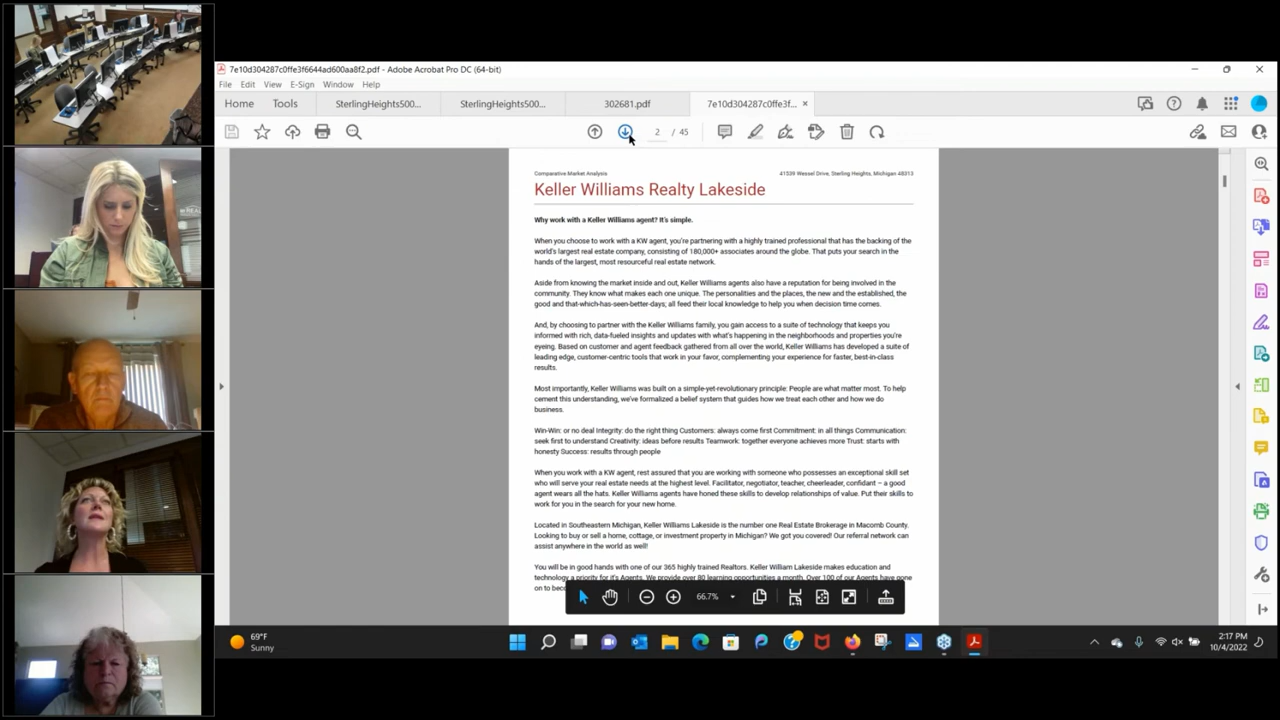 7e10d304287c0ffe3f6644ad600aa8f2.pdf - Adobe Acrobat Pro DC (64-bit)
File Edit View E-Sign Window Help
Home Tools SterlingHeights500... SterlingHeights500... 302681.pdf 7e10d304287c0ffe3f... ×
2 / 45
Comparative Market Analysis 41539 Wessel Drive, Sterling Heights, Michigan 48313
Keller Williams Realty Lakeside
Why work with a Keller Williams agent? It's simple.
When you choose to work with a KW agent, you're partnering with a highly trained professional that has the backing of the
world's largest real estate company, consisting of 180,000+ associates around the globe. That puts your search in the
hands of the largest, most resourceful real estate network.
Aside from knowing the market inside and out, Keller Williams agents also have a reputation for being involved in the
community. They know what makes each one unique. The personalities and the places, the new and the established, the
good and that-which-has-seen-better-days; all feed their local knowledge to help you when decision time comes.
And, by choosing to partner with the Keller Williams family, you gain access to a suite of technology that keeps you
informed with rich, data-fueled insights and updates with what's happening in the neighborhoods and properties you're
eyeing. Based on customer and agent feedback gathered from all over the world, Keller Williams has developed a suite of
leading edge, customer-centric tools that work in your favor, complementing your experience for faster, best-in-class
results.
Most importantly, Keller Williams was built on a simple-yet-revolutionary principle: People are what matter most. To help
cement this understanding, we've formalized a belief system that guides how we treat each other and how we do
business.
Win-Win: or no deal Integrity: do the right thing Customers: always come first Commitment: in all things Communication:
seek first to understand Creativity: ideas before results Teamwork: together everyone achieves more Trust: starts with
honesty Success: results through people
When you work with a KW agent, rest assured that you are working with someone who possesses an exceptional skill set
who will serve your real estate needs at the highest level. Facilitator, negotiator, teacher, cheerleader, confidant – a good
agent wears all the hats. Keller Williams agents have honed these skills to develop relationships of value. Put their skills to
work for you in the search for your new home.
Located in Southeastern Michigan, Keller Williams Lakeside is the number one Real Estate Brokerage in Macomb County.
Looking to buy or sell a home, cottage, or investment property in Michigan? We got you covered! Our referral network can
assist anywhere in the world as well!
You will be in good hands with one of our 365 highly trained Realtors. Keller William Lakeside makes education and
technology a priority for it's Agents. We provide over 80 learning opportunities a month. Over 100 of our Agents have gone
on to
66.7%
69°F
Sunny
2:17 PM
10/4/2022